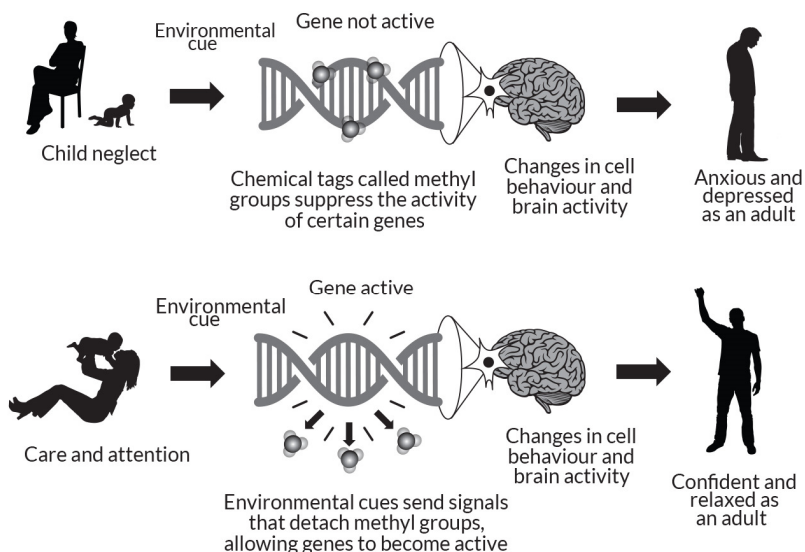 Environmental
cue
Gene not active
Child neglect
Chemical tags called methyl
groups suppress the activity
of certain genes
Changes in cell
behaviour and
brain activity
Anxious and
depressed
as an adult
Environmental
cue
Gene active
Care and attention
Environmental cues send signals
that detach methyl groups,
allowing genes to become active
Changes in cell
behaviour and
brain activity
Confident and
relaxed as
an adult